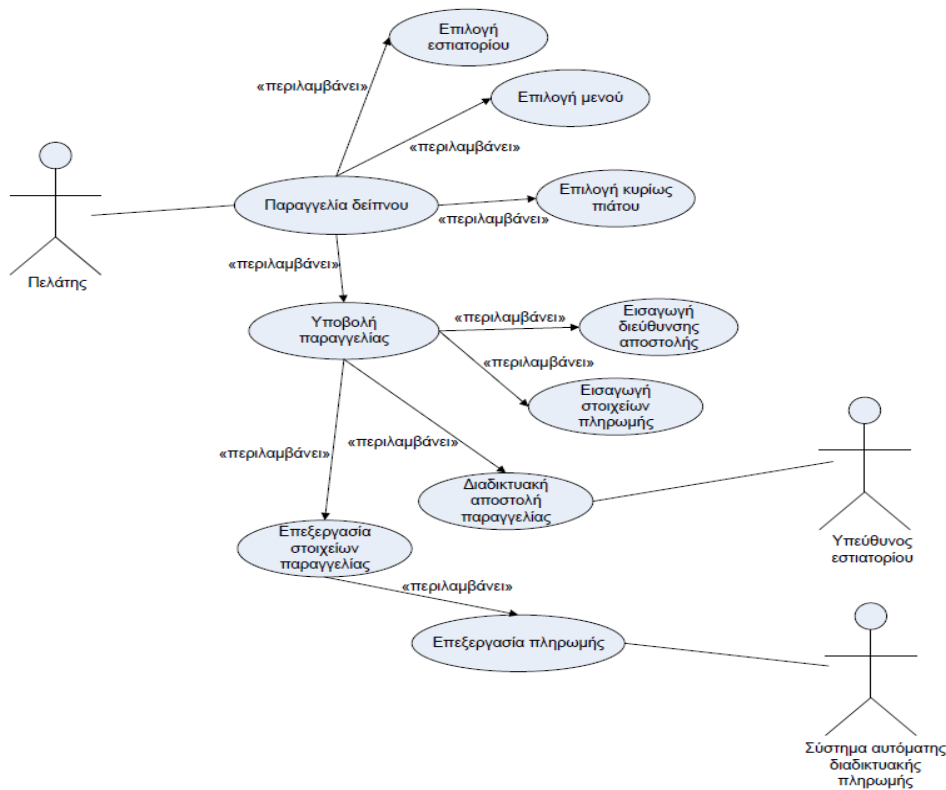 Επιλογή
εστιατορίου
«περιλαμβάνει»
Επιλογή μενού
«περιλαμβάνει»
Επιλογή κυρίως
πιάτου
Παραγγελία δείπνου
«περιλαμβάνει»
«περιλαμβάνει»
Πελάτης
Υποβολή
παραγγελίας
«περιλαμβάνει»
Εισαγωγή
διεύθυνσης
αποστολής
«περιλαμβάνει»
Εισαγωγή
στοιχείων
πληρωμής
«περιλαμβάνει»
«περιλαμβάνει»
Διαδικτυακή
αποστολή
παραγγελίας
Υπεύθυνος
εστιατορίου
Επεξεργασία
στοιχείων
παραγγελίας
«περιλαμβάνει»
Επεξεργασία πληρωμής
Σύστημα αυτόματης
διαδικτυακής
πληρωμής